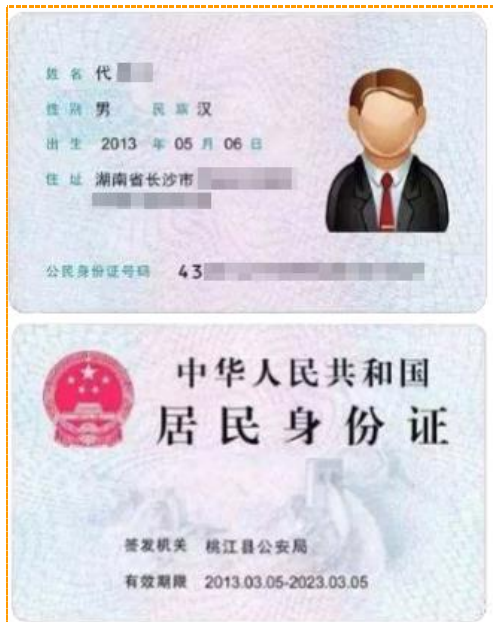 姓名 代
性别 男 民族 汉
出生 2013 年 05 月 06 日
住址 湖南省长沙市
公民身份证号码 43
中华人民共和国
居民身份证
签发机关 桃江县公安局
有效期限 2013.03.05-2023.03.05